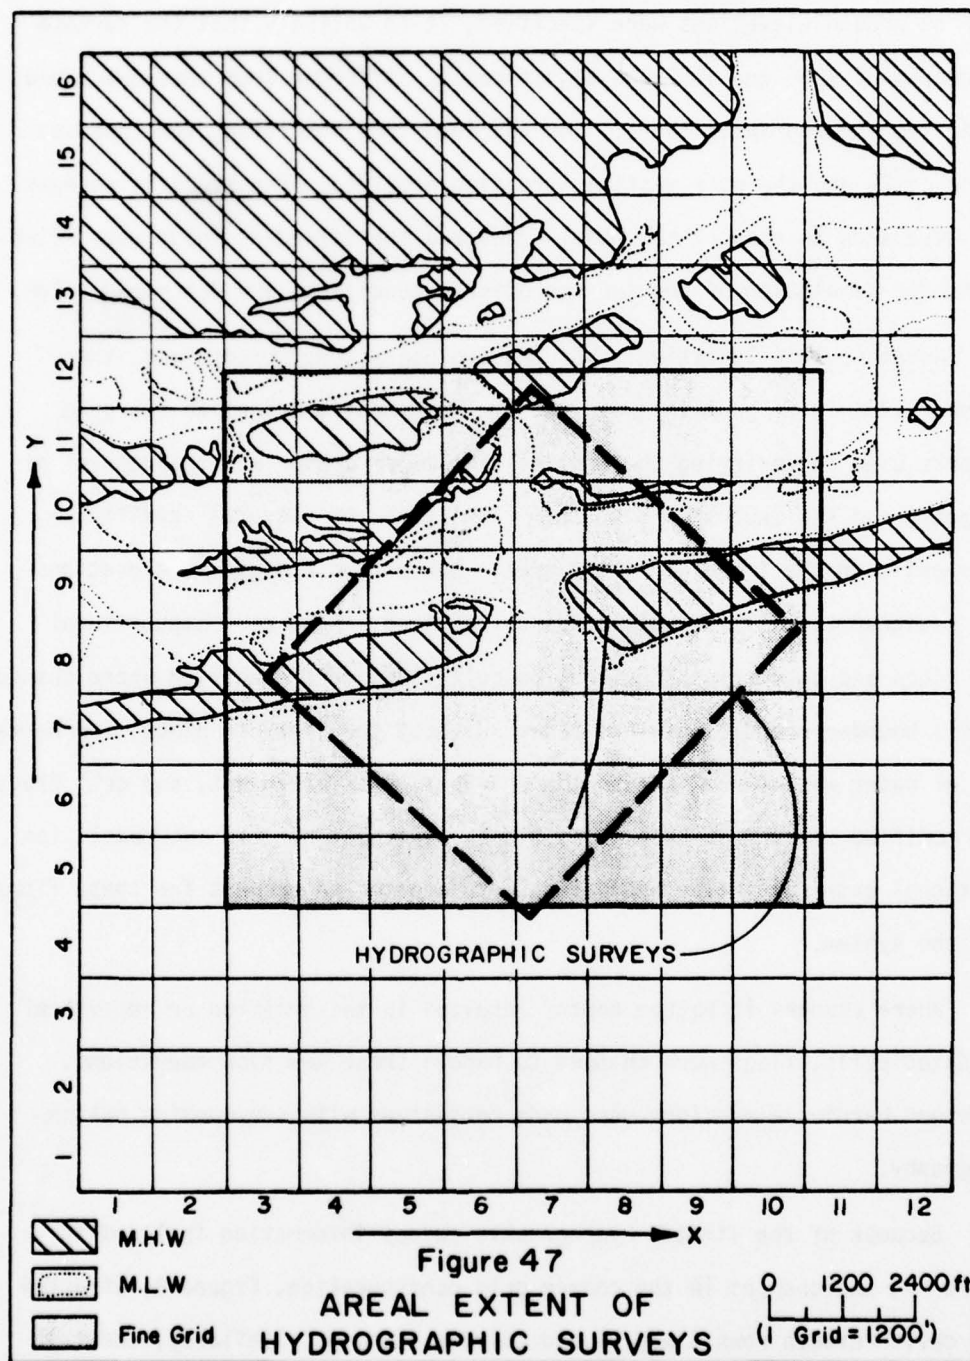 16
15
14
13
12
11
Y
10
9
8
7
6
5
4
3
2
1
HYDROGRAPHIC SURVEYS
1 2 3 4 5 6 7 8 9 10 11 12
X
M.H.W
M.L.W
Fine Grid
Figure 47
AREAL EXTENT OF
HYDROGRAPHIC SURVEYS
0 1200 2400 ft
(1 Grid = 1200')